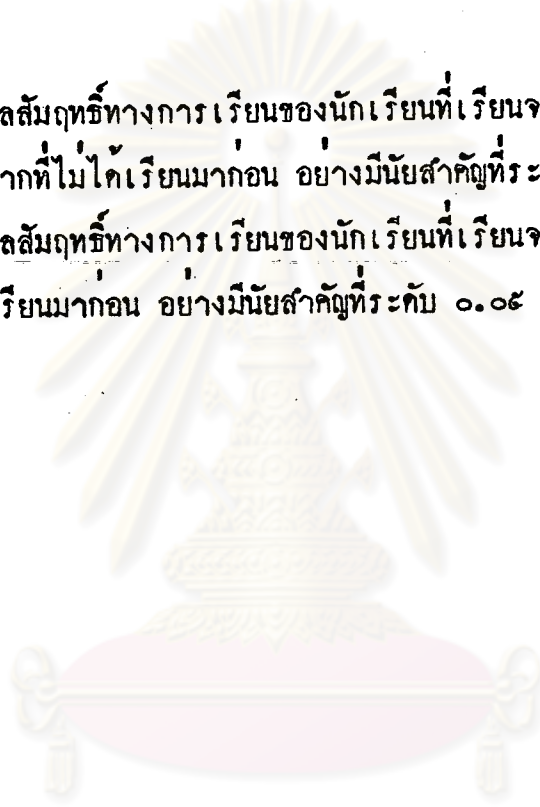 ลสัมฤทธิ์ทางการเรียนของนักเรียนที่เรียนจ
ากที่ไม่ได้เรียนมาก่อน อย่างมีนัยสำคัญที่ระ
ลสัมฤทธิ์ทางการเรียนของนักเรียนที่เรียนจ
รียนมาก่อน อย่างมีนัยสำคัญที่ระดับ ๐.๐๕